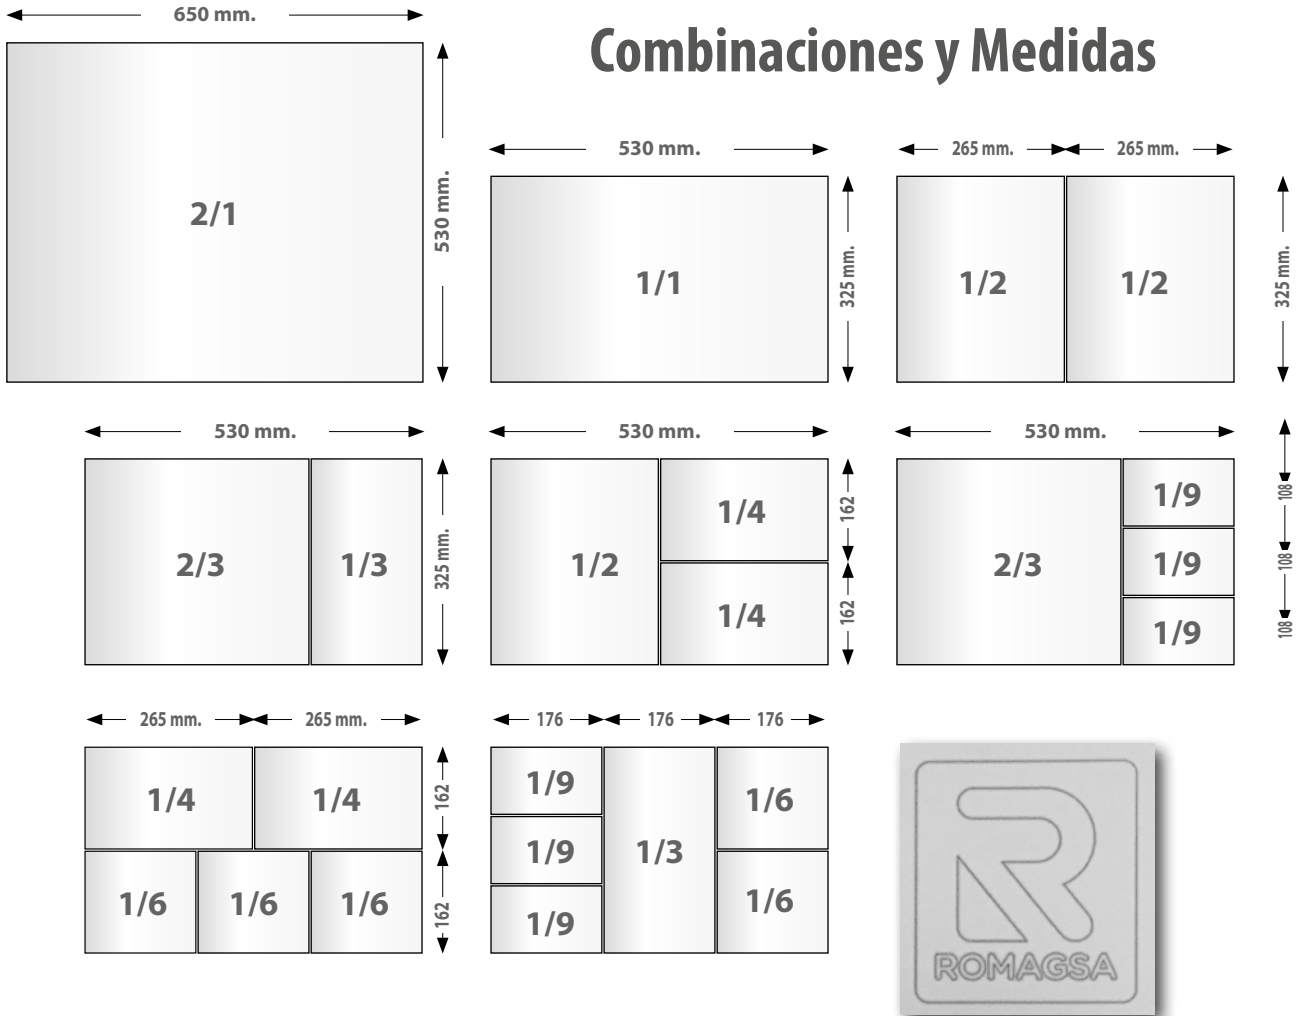 650 mm.
Combinaciones y Medidas
530 mm.
2/1
530 mm.
1/1
325 mm.
265 mm.
265 mm.
1/2
1/2
325 mm.
530 mm.
2/3
1/3
325 mm.
530 mm.
1/2
1/4
1/4
162
162
530 mm.
2/3
1/9
1/9
1/9
108
108
108
265 mm.
265 mm.
1/4
1/4
1/6
1/6
1/6
162
162
176
176
176
1/9
1/9
1/9
1/3
1/6
1/6
ROMAGSA